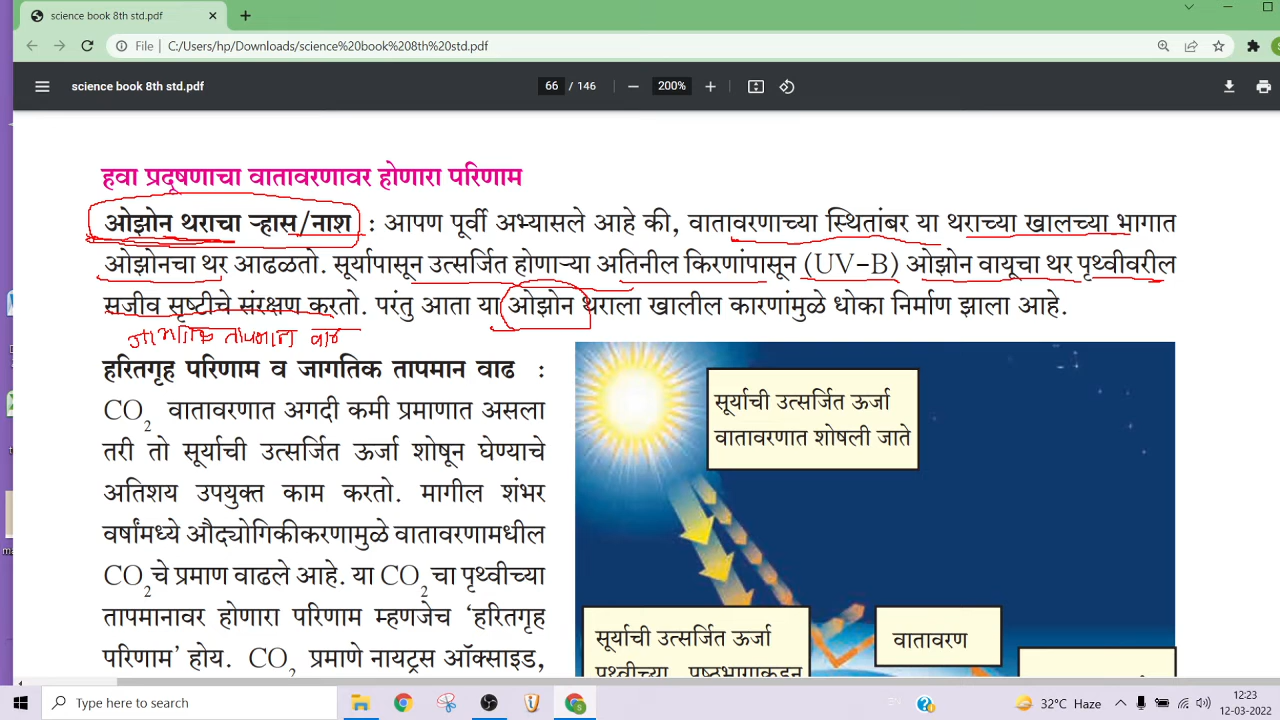 science book 8th std.pdf
File | C:/Users/hp/Downloads/science%20book%208th%20std.pdf
science book 8th std.pdf
66 / 146
200%
हवा प्रदूषणाचा वातावरणावर होणारा परिणाम
ओझोन थराचा ऱ्हास/नाश : आपण पूर्वी अभ्यासले आहे की, वातावरणाच्या स्थितांबर या थराच्या खालच्या भागात
ओझोनचा थर आढळतो. सूर्यापासून उत्सर्जित होणाऱ्या अतिनील किरणांपासून (UV-B) ओझोन वायूचा थर पृथ्वीवरील
सजीव सृष्टीचे संरक्षण करतो. परंतु आता या ओझोन थराला खालील कारणांमुळे धोका निर्माण झाला आहे.
जागतिक तापमान वाढ
हरितगृह परिणाम व जागतिक तापमान वाढ :
CO₂ वातावरणात अगदी कमी प्रमाणात असला
तरी तो सूर्याची उत्सर्जित ऊर्जा शोषून घेण्याचे
अतिशय उपयुक्त काम करतो. मागील शंभर
वर्षांमध्ये औद्योगिकीकरणामुळे वातावरणामधील
CO₂चे प्रमाण वाढले आहे. या CO₂चा पृथ्वीच्या
तापमानावर होणारा परिणाम म्हणजेच ‘हरितगृह
परिणाम’ होय. CO₂ प्रमाणे नायट्रस ऑक्साइड,
सूर्याची उत्सर्जित ऊर्जा
वातावरणात शोषली जाते
सूर्याची उत्सर्जित ऊर्जा
पृथ्वीच्या पृष्ठभागाकडून
वातावरण
Type here to search
32°C Haze
12:23
12-03-2022